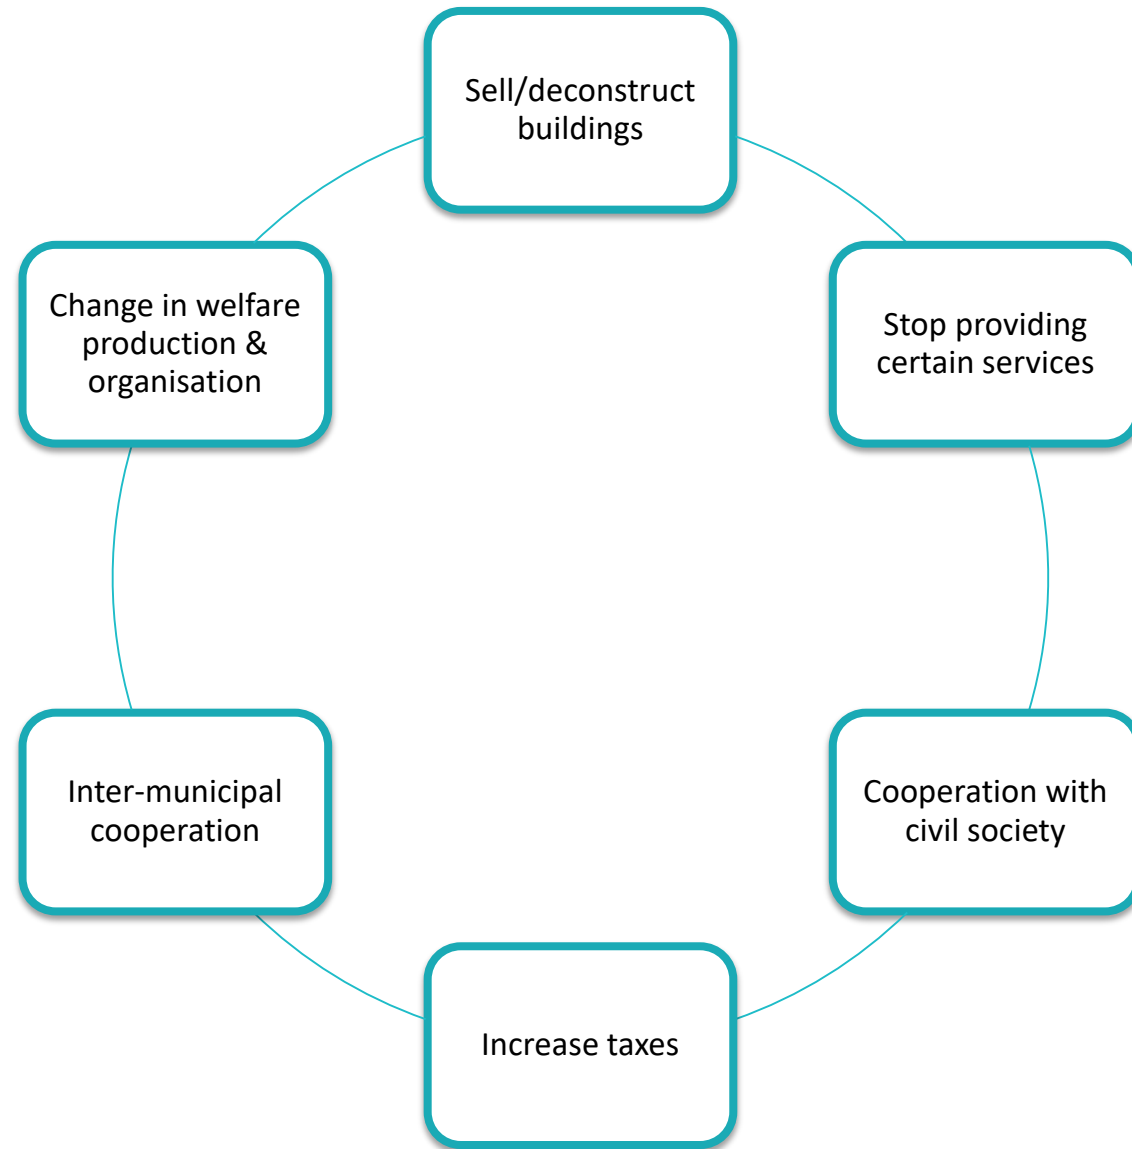 Sell/deconstruct
buildings
Stop providing
certain services
Cooperation with
civil society
Increase taxes
Inter-municipal
cooperation
Change in welfare
production &
organisation